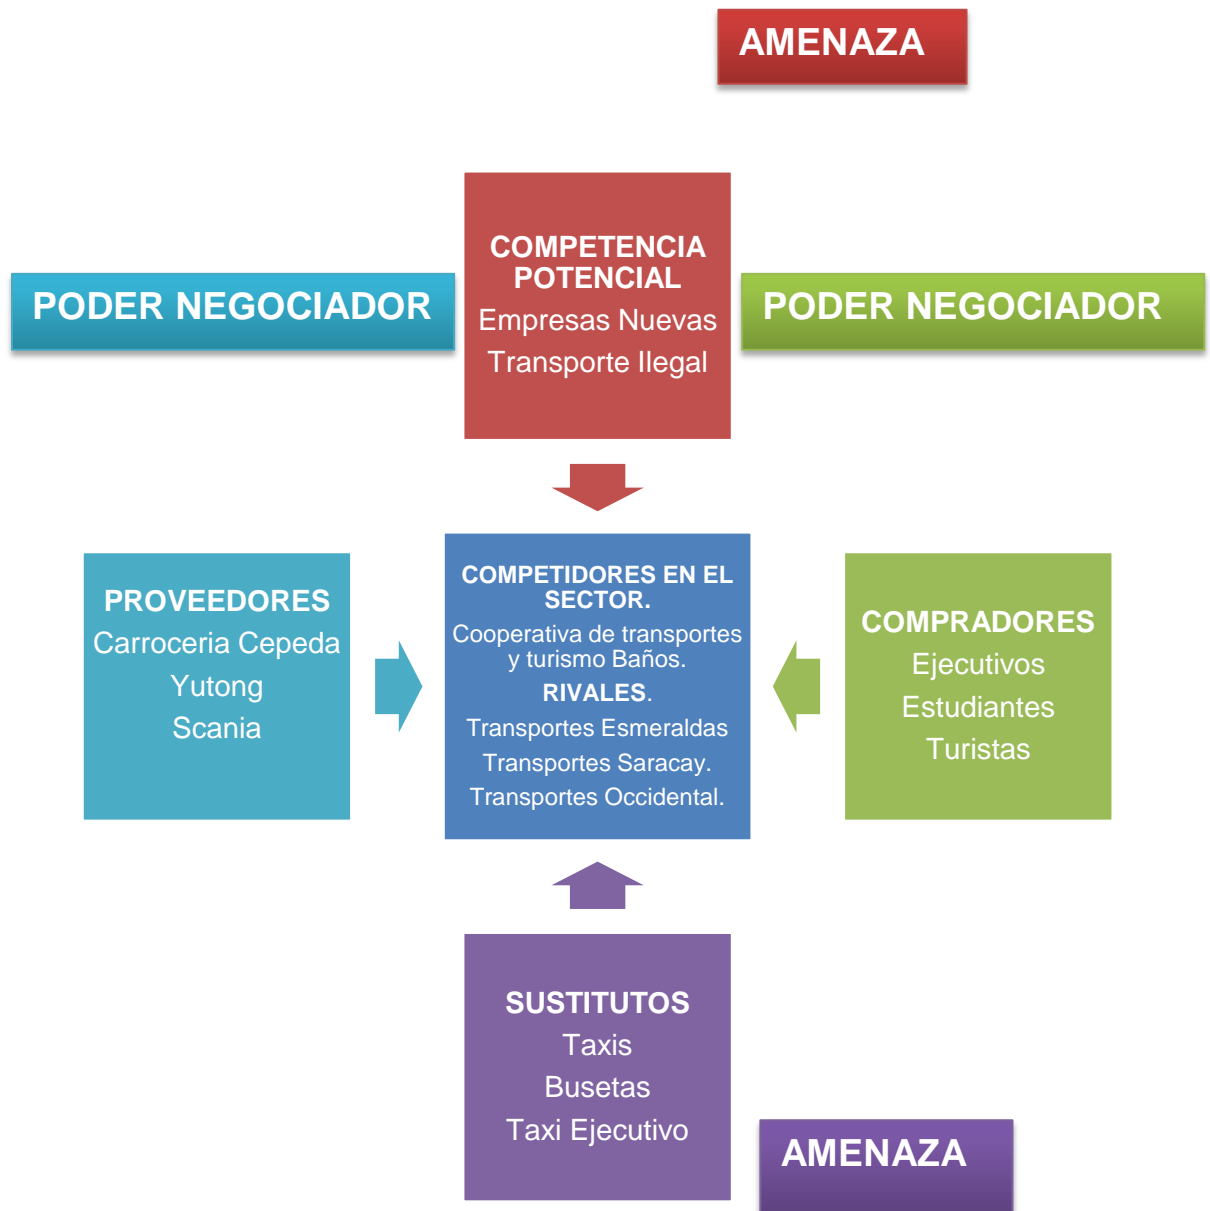 AMENAZA
COMPETENCIA
POTENCIAL
Empresas Nuevas
Transporte Ilegal
PODER NEGOCIADOR
PODER NEGOCIADOR
PROVEEDORES
Carroceria Cepeda
Yutong
Scania
COMPETIDORES EN EL
SECTOR.
Cooperativa de transportes
y turismo Baños.
RIVALES.
Transportes Esmeraldas
Transportes Saracay.
Transportes Occidental.
COMPRADORES
Ejecutivos
Estudiantes
Turistas
SUSTITUTOS
Taxis
Busetas
Taxi Ejecutivo
AMENAZA